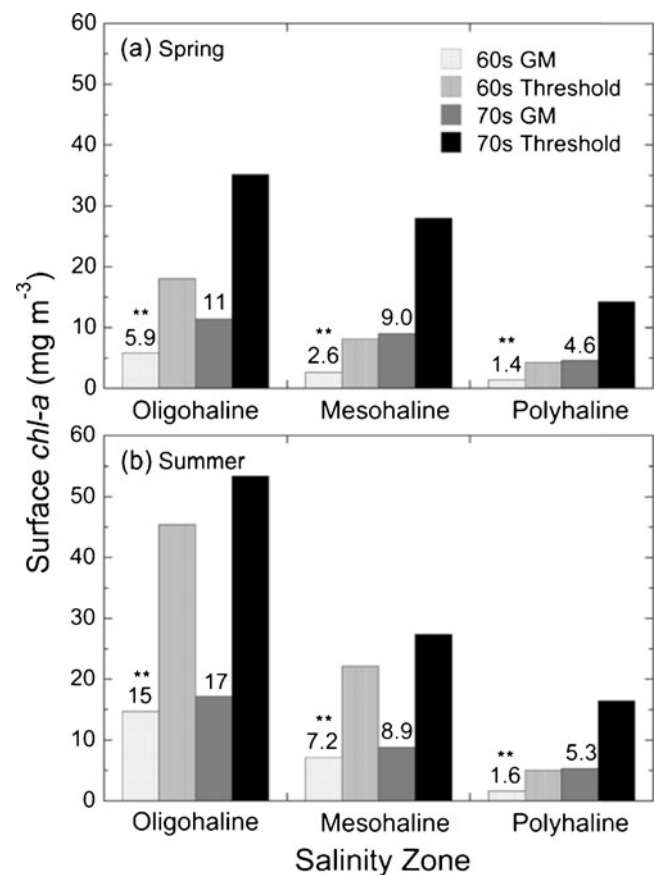 Surface chl-a (mg m⁻³)
60
50
40
30
20
10
0
(a) Spring
60s GM
60s Threshold
70s GM
70s Threshold
** ** **
5.9 11 2.6 9.0 1.4 4.6
Oligohaline Mesohaline Polyhaline
60
50
40
30
20
10
0
(b) Summer
** ** **
15 17 7.2 8.9 1.6 5.3
Oligohaline Mesohaline Polyhaline
Salinity Zone